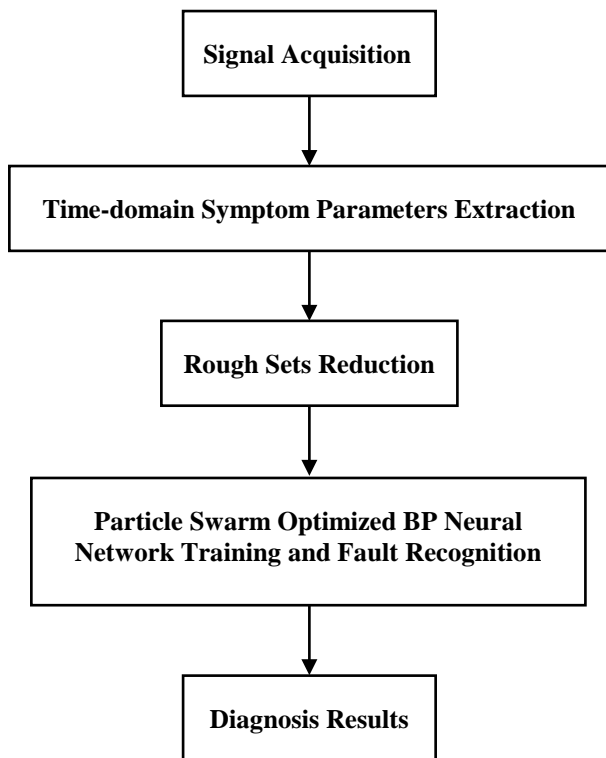 Signal Acquisition
Time-domain Symptom Parameters Extraction
Rough Sets Reduction
Particle Swarm Optimized BP Neural
Network Training and Fault Recognition
Diagnosis Results